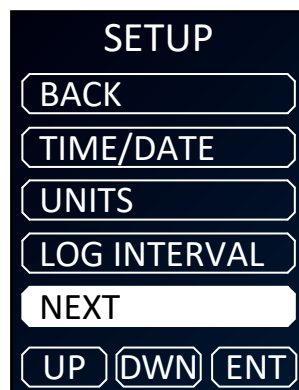 SETUP
BACK
TIME/DATE
UNITS
LOG INTERVAL
NEXT
UP DWN ENT